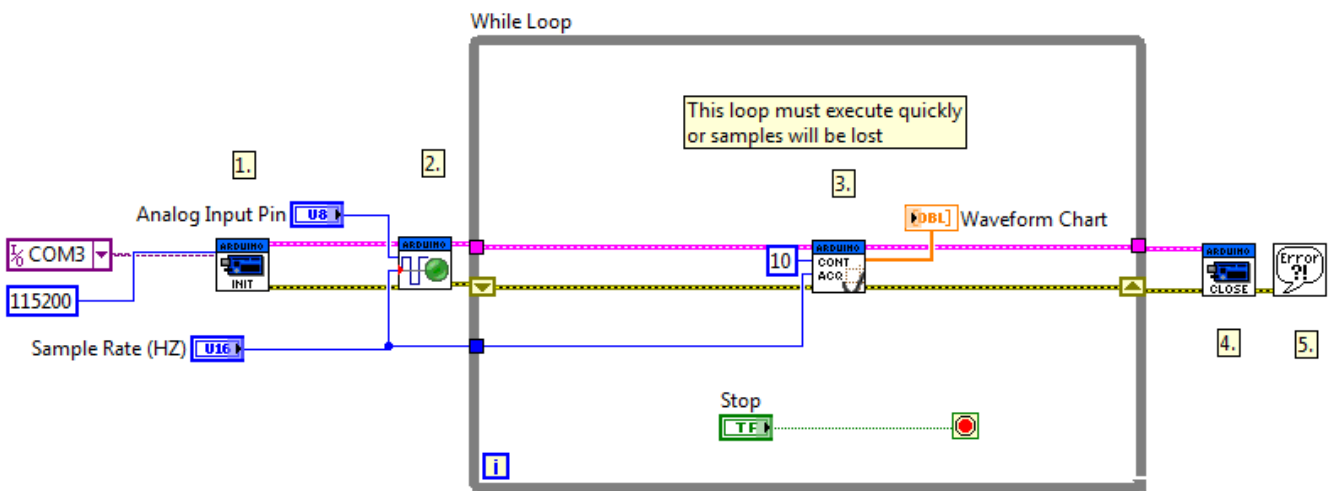 While Loop
This loop must execute quickly
or samples will be lost
1.
2.
3.
Analog Input Pin U8
DBL] Waveform Chart
I/O COM3
ARDUINO
INIT
ARDUINO
10
ARDUINO
CONT
ACQ
ARDUINO
CLOSE
Error
?!
115200
Sample Rate (HZ) U16
4.
5.
Stop
TF
i